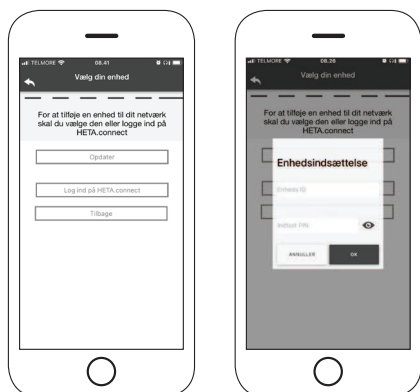 TELMORE 08.41
Vælg din enhed
For at tilføje en enhed til dit netværk
skal du vælge den eller logge ind på
HETA.connect
Opdater
Log ind på HETA.connect
Tilbage
TELMORE 08.28
Vælg din enhed
For at tilføje en enhed til dit netværk
skal du vælge den eller logge ind på
HETA.connect
Enhedsindsættelse
Enheds ID
Indtast PIN
ANNULLER OK